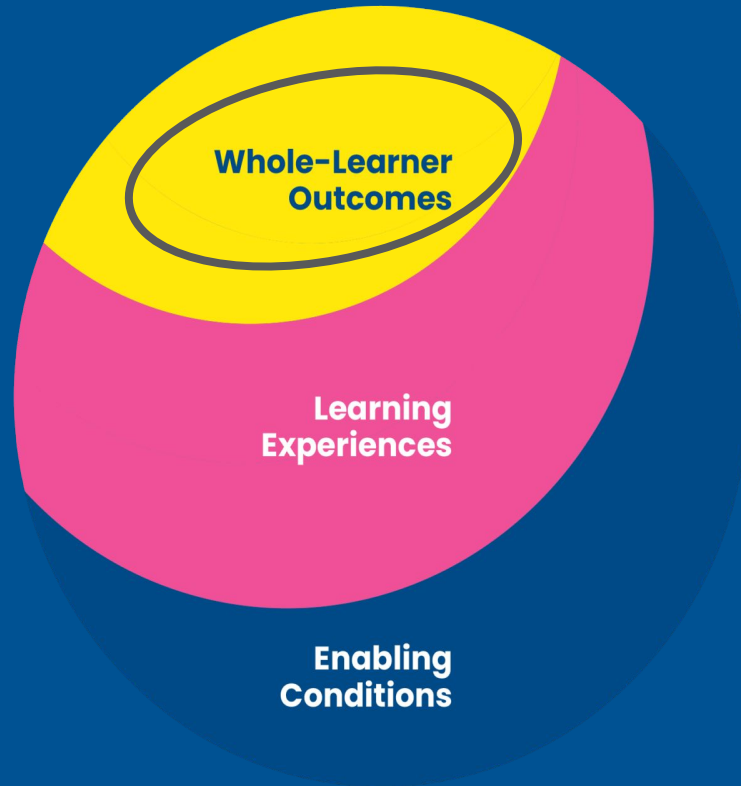 Whole-Learner
Outcomes
Learning
Experiences
Enabling
Conditions